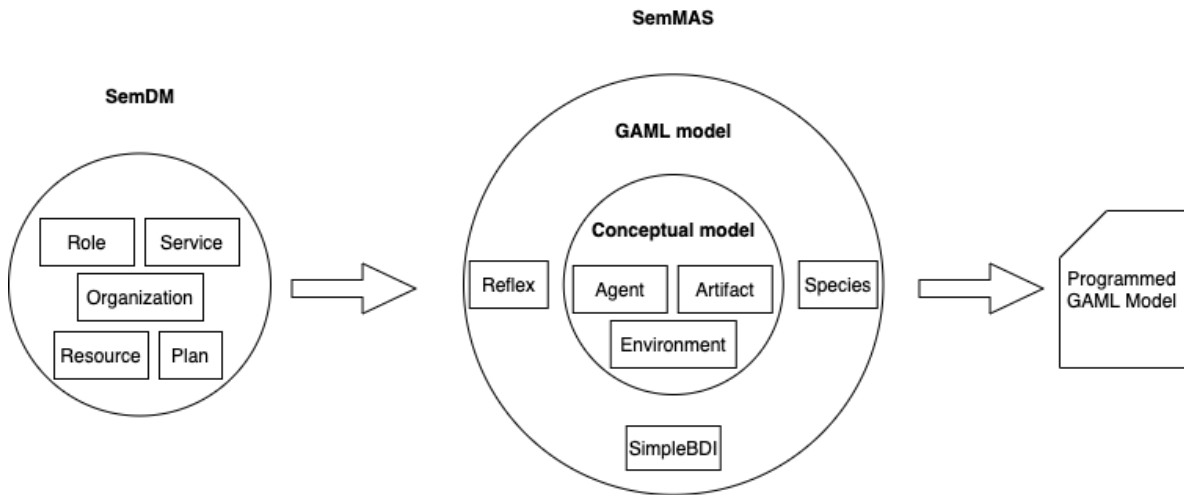 SemMAS
SemDM
GAML model
Conceptual model
Role
Service
Organization
Resource
Plan
Reflex
Agent
Artifact
Environment
Species
SimpleBDI
Programmed
GAML Model